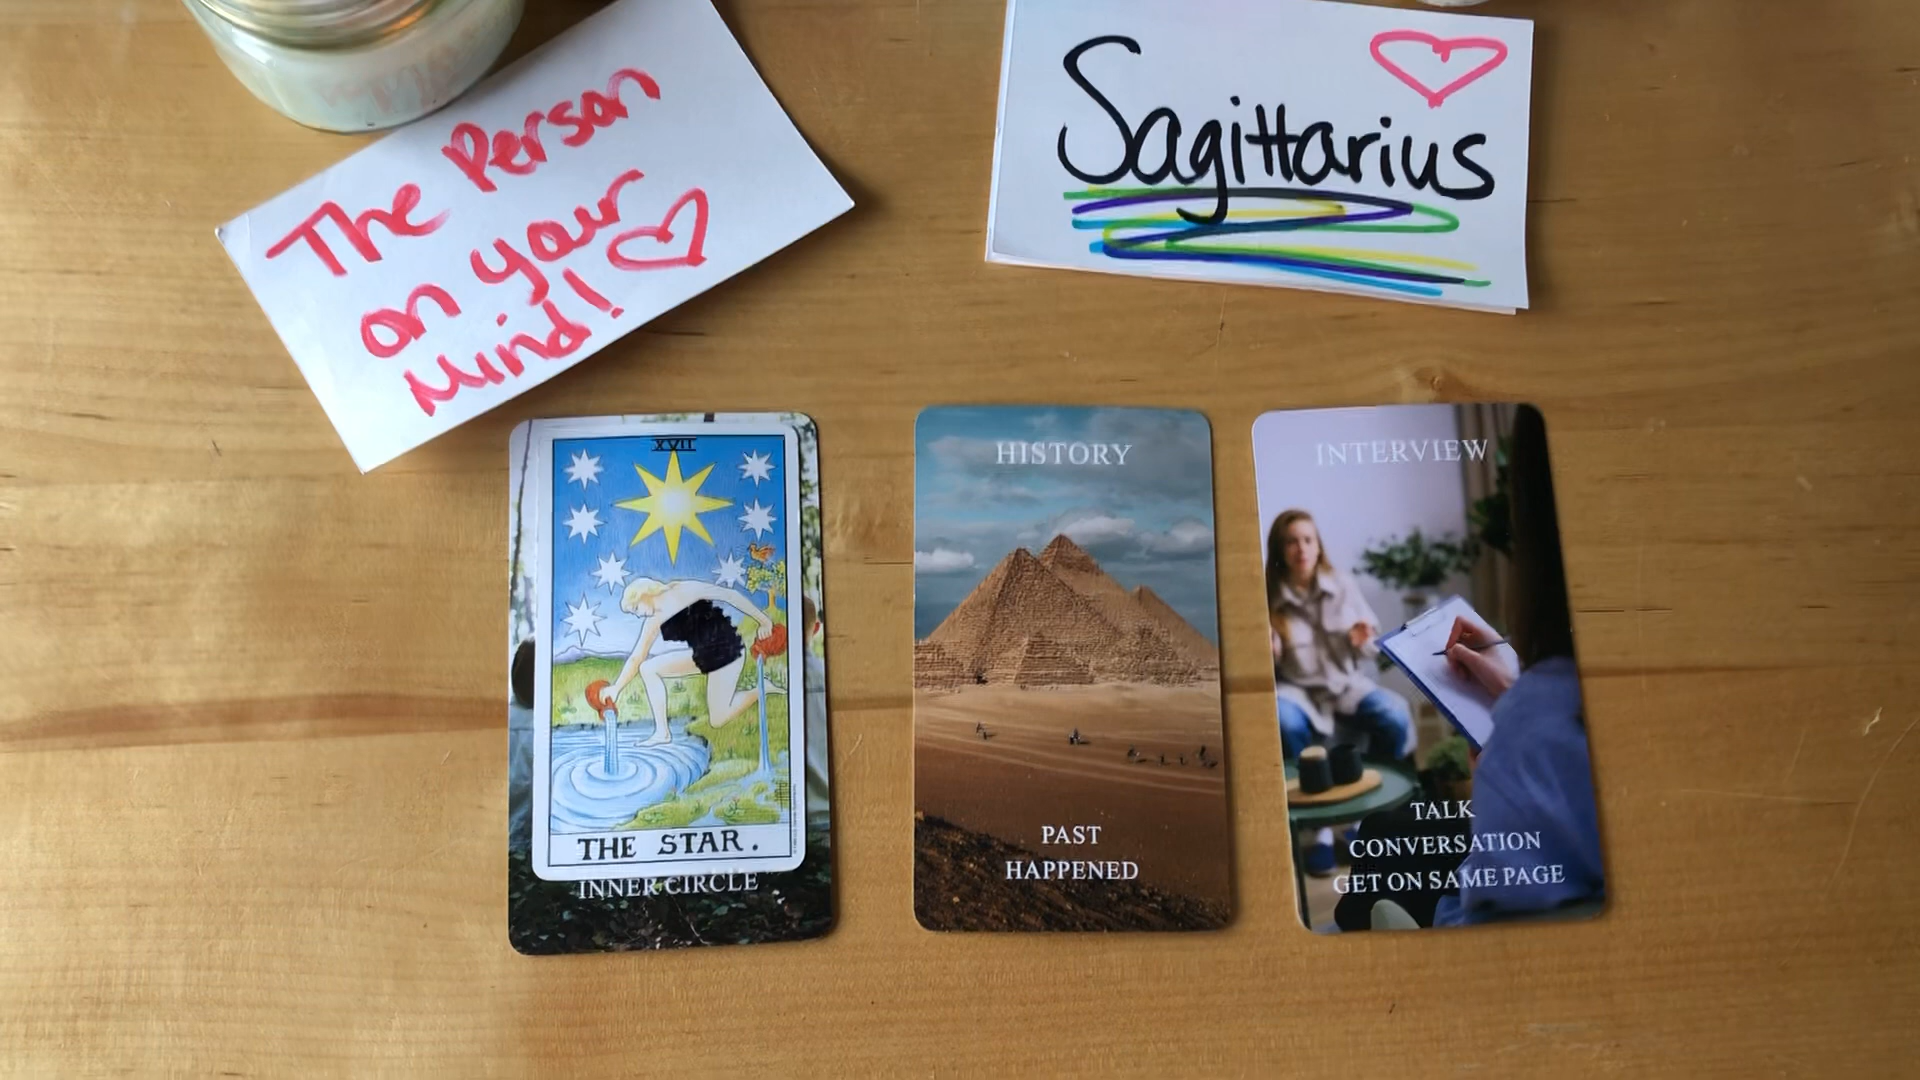 The Person
on your
Mind!
Sagittarius
XVII
THE STAR.
INNER CIRCLE
HISTORY
PAST
HAPPENED
INTERVIEW
TALK
CONVERSATION
GET ON SAME PAGE